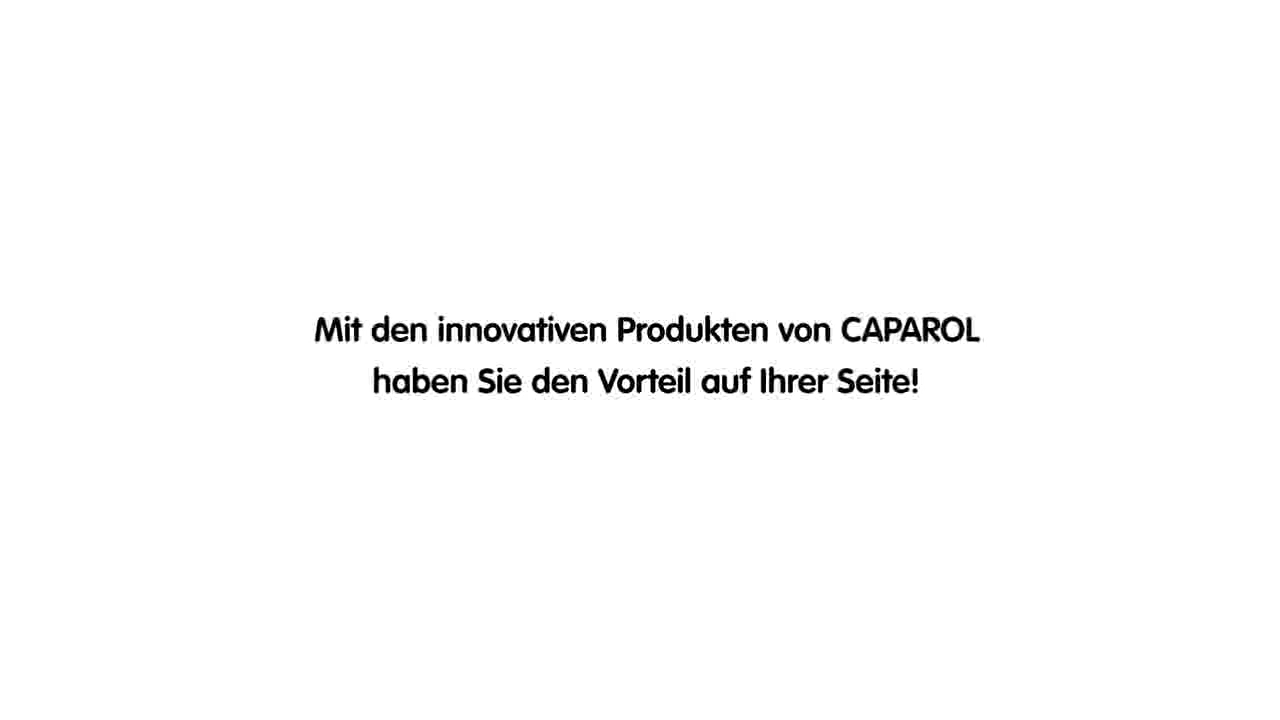 Mit den innovativen Produkten von CAPAROL
haben Sie den Vorteil auf Ihrer Seite!